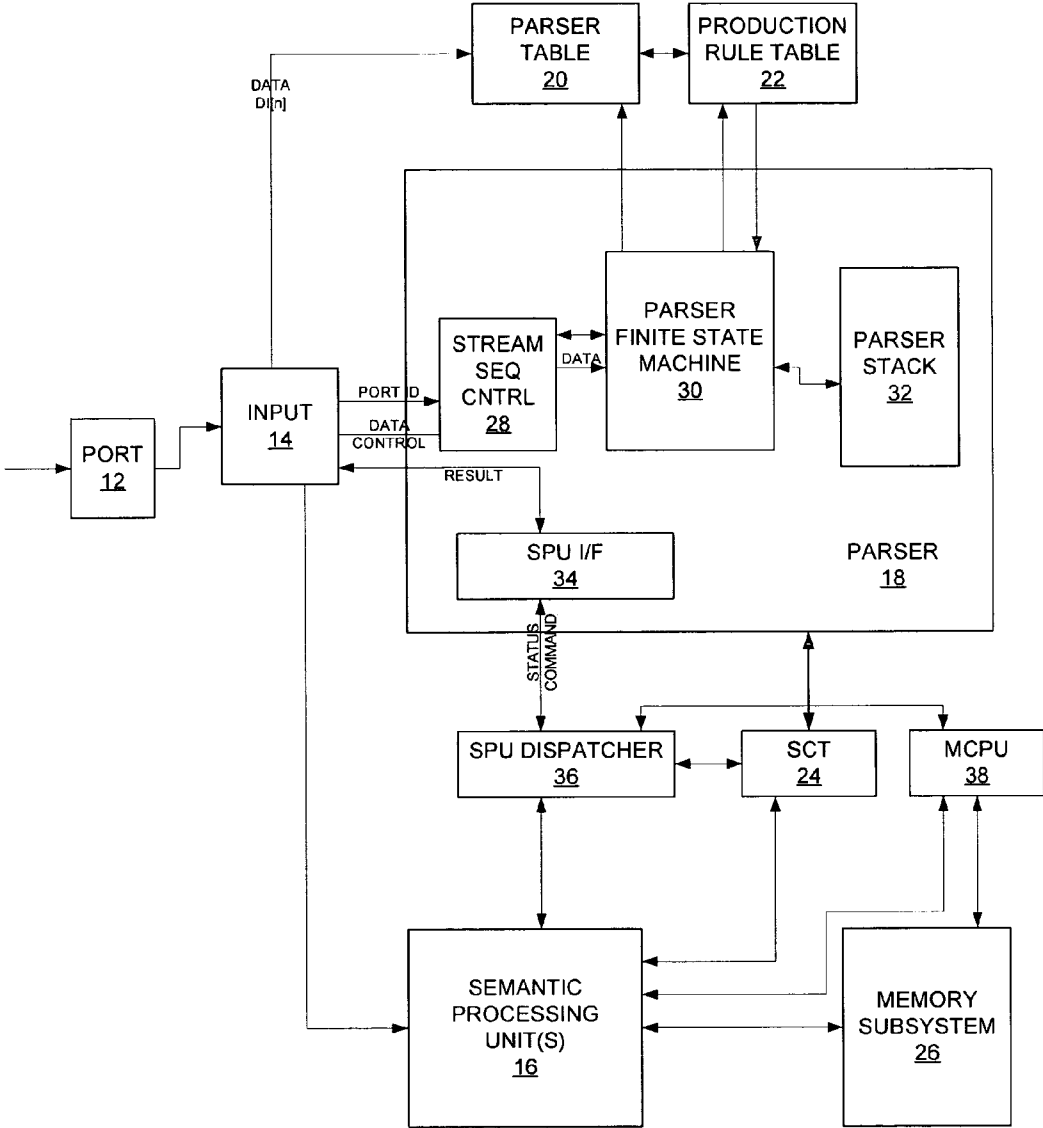 PARSER
TABLE
20
PRODUCTION
RULE TABLE
22
DATA
DI[n]
PARSER
FINITE STATE
MACHINE
30
PARSER
STACK
32
STREAM
SEQ
CNTRL
28
DATA
INPUT
14
PORT ID
DATA
CONTROL
PORT
12
RESULT
SPU I/F
34
PARSER
18
STATUS
COMMAND
SPU DISPATCHER
36
SCT
24
MCPU
38
SEMANTIC
PROCESSING
UNIT(S)
16
MEMORY
SUBSYSTEM
26